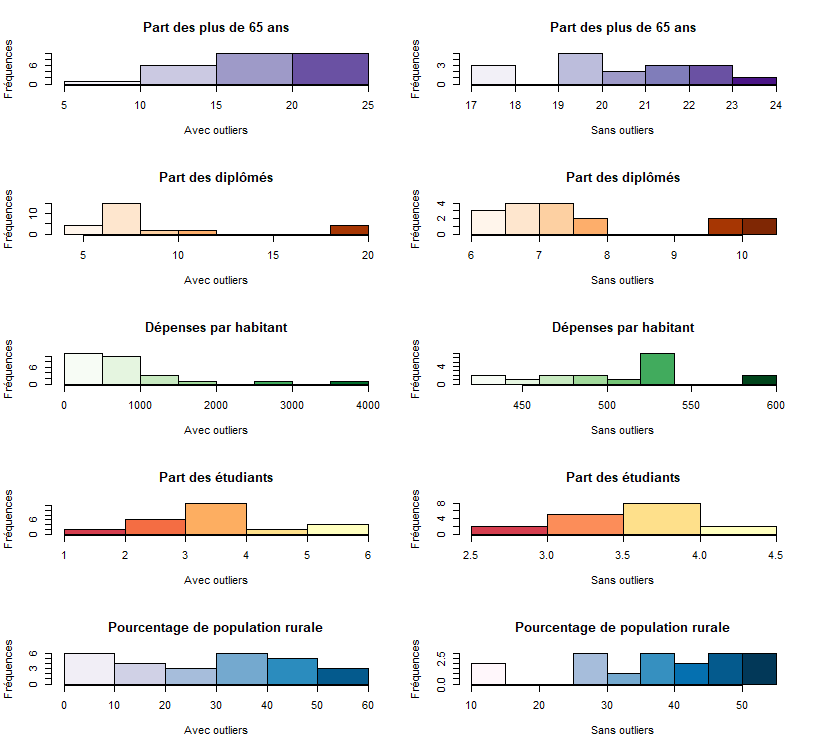 Part des plus de 65 ans
Fréquences
0 6
5 10 15 20 25
Avec outliers
Part des plus de 65 ans
Fréquences
0 3
17 18 19 20 21 22 23 24
Sans outliers
Part des diplômés
Fréquences
0 10
5 10 15 20
Avec outliers
Part des diplômés
Fréquences
0 2 4
6 7 8 9 10
Sans outliers
Dépenses par habitant
Fréquences
0 6
0 1000 2000 3000 4000
Avec outliers
Dépenses par habitant
Fréquences
0 4
450 500 550 600
Sans outliers
Part des étudiants
Fréquences
0 6
1 2 3 4 5 6
Avec outliers
Part des étudiants
Fréquences
0 4 8
2.5 3.0 3.5 4.0 4.5
Sans outliers
Pourcentage de population rurale
Fréquences
0 3 6
0 10 20 30 40 50 60
Avec outliers
Pourcentage de population rurale
Fréquences
0.0 2.5
10 20 30 40 50
Sans outliers